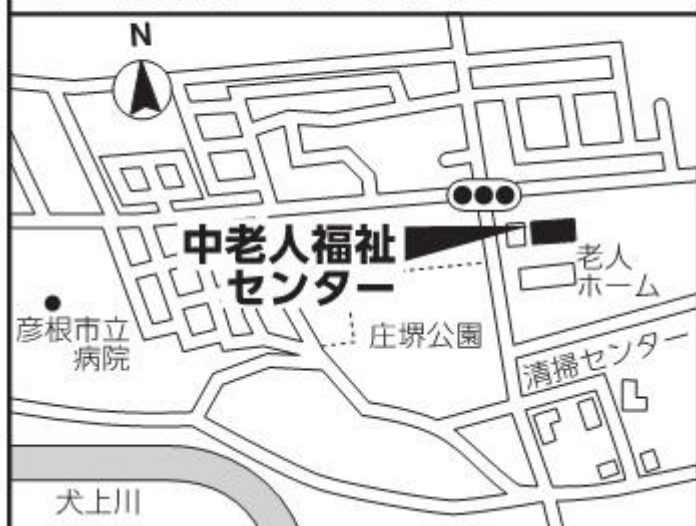 N
中老人福祉
センター
老人
ホーム
彦根市立
病院
庄堺公園
清掃センター
犬上川